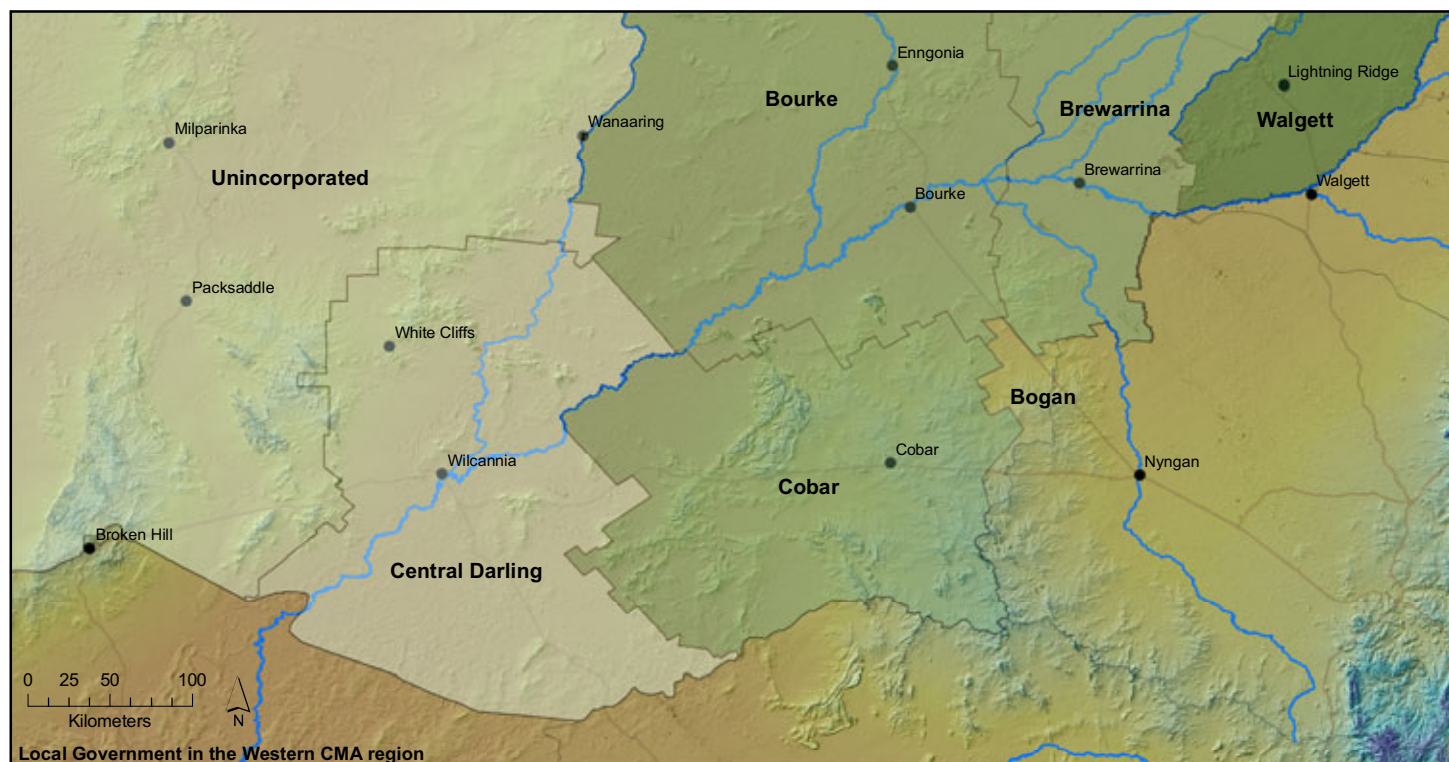 Enngonia
Lightning Ridge
Bourke
Brewarrina
Walgett
Wanaaring
Milparinka
Unincorporated
Brewarrina
Walgett
Bourke
Packsaddle
White Cliffs
Bogan
Cobar
Wilcannia
Nyngan
Cobar
Broken Hill
Central Darling
0 25 50 100
Kilometers
N
Local Government in the Western CMA region